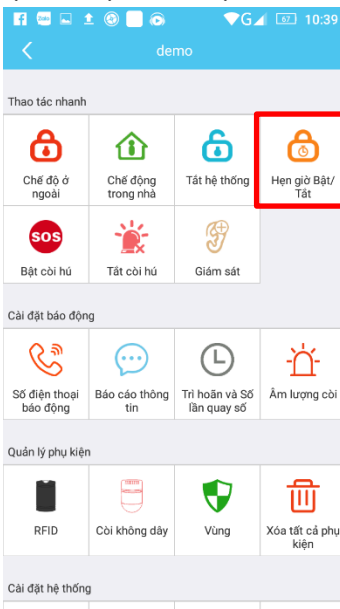 67 10:39
demo
Thao tác nhanh
Chế độ ở
ngoài
Chế động
trong nhà
Tắt hệ thống
Hẹn giờ Bật/
Tắt
SOS
Bật còi hú
Tắt còi hú
Giám sát
Cài đặt báo động
Số điện thoại
báo động
Báo cáo thông
tin
Trì hoãn và Số
lần quay số
Âm lượng còi
Quản lý phụ kiện
RFID
Còi không dây
Vùng
Xóa tất cả phụ
kiện
Cài đặt hệ thống